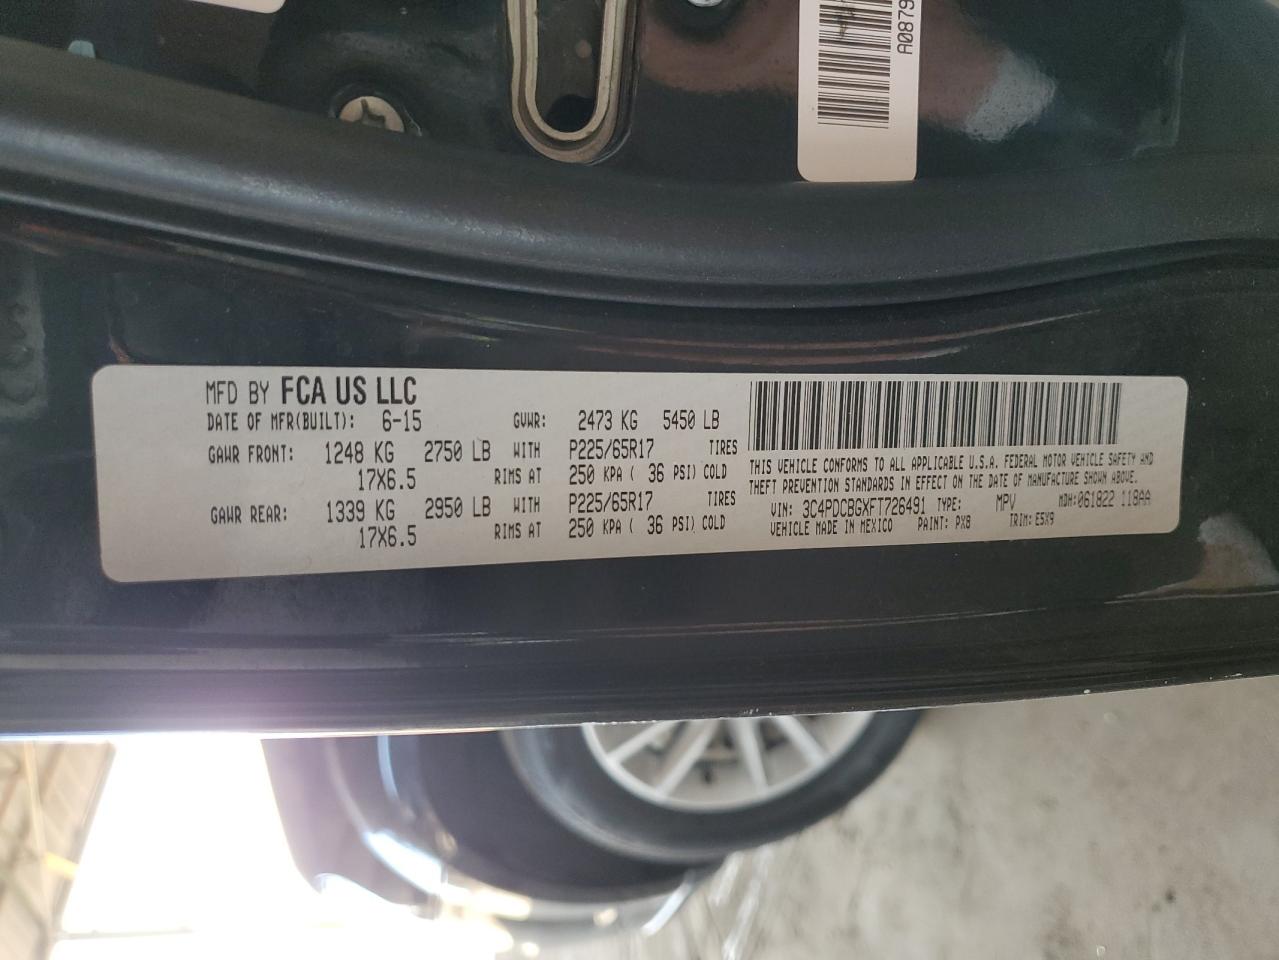 A0879
MFD BY FCA US LLC
DATE OF MFR(BUILT): 6-15 GVWR: 2473 KG 5450 LB
GAWR FRONT: 1248 KG 2750 LB WITH P225/65R17 TIRES
17X6.5 RIMS AT 250 KPA ( 36 PSI) COLD
GAWR REAR: 1339 KG 2950 LB WITH P225/65R17 TIRES
17X6.5 RIMS AT 250 KPA ( 36 PSI) COLD
THIS VEHICLE CONFORMS TO ALL APPLICABLE U.S.A. FEDERAL MOTOR VEHICLE SAFETY AND
THEFT PREVENTION STANDARDS IN EFFECT ON THE DATE OF MANUFACTURE SHOWN ABOVE.
VIN: 3C4PDCBGXFT726491 TYPE: MPV MDH:061822 118AA
VEHICLE MADE IN MEXICO PAINT: PX8 TRIM: E5X9